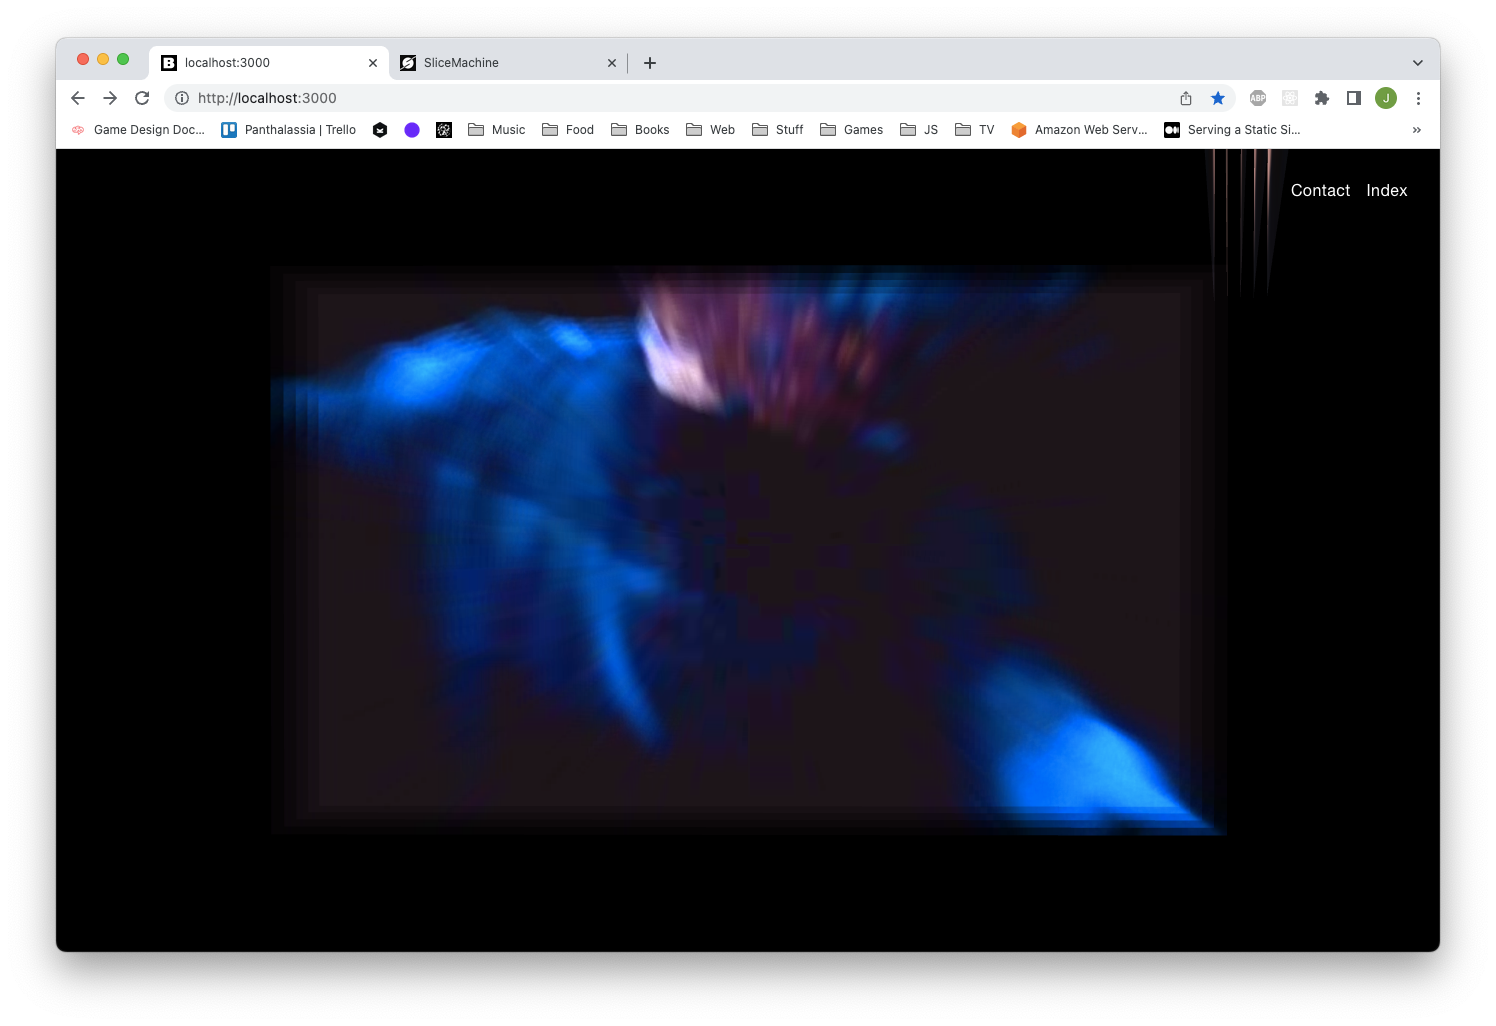 localhost:3000
SliceMachine
http://localhost:3000
ABP
J
Game Design Doc...
Panthalassia | Trello
Music
Food
Books
Web
Stuff
Games
JS
TV
Amazon Web Serv...
Serving a Static Si...
Contact Index